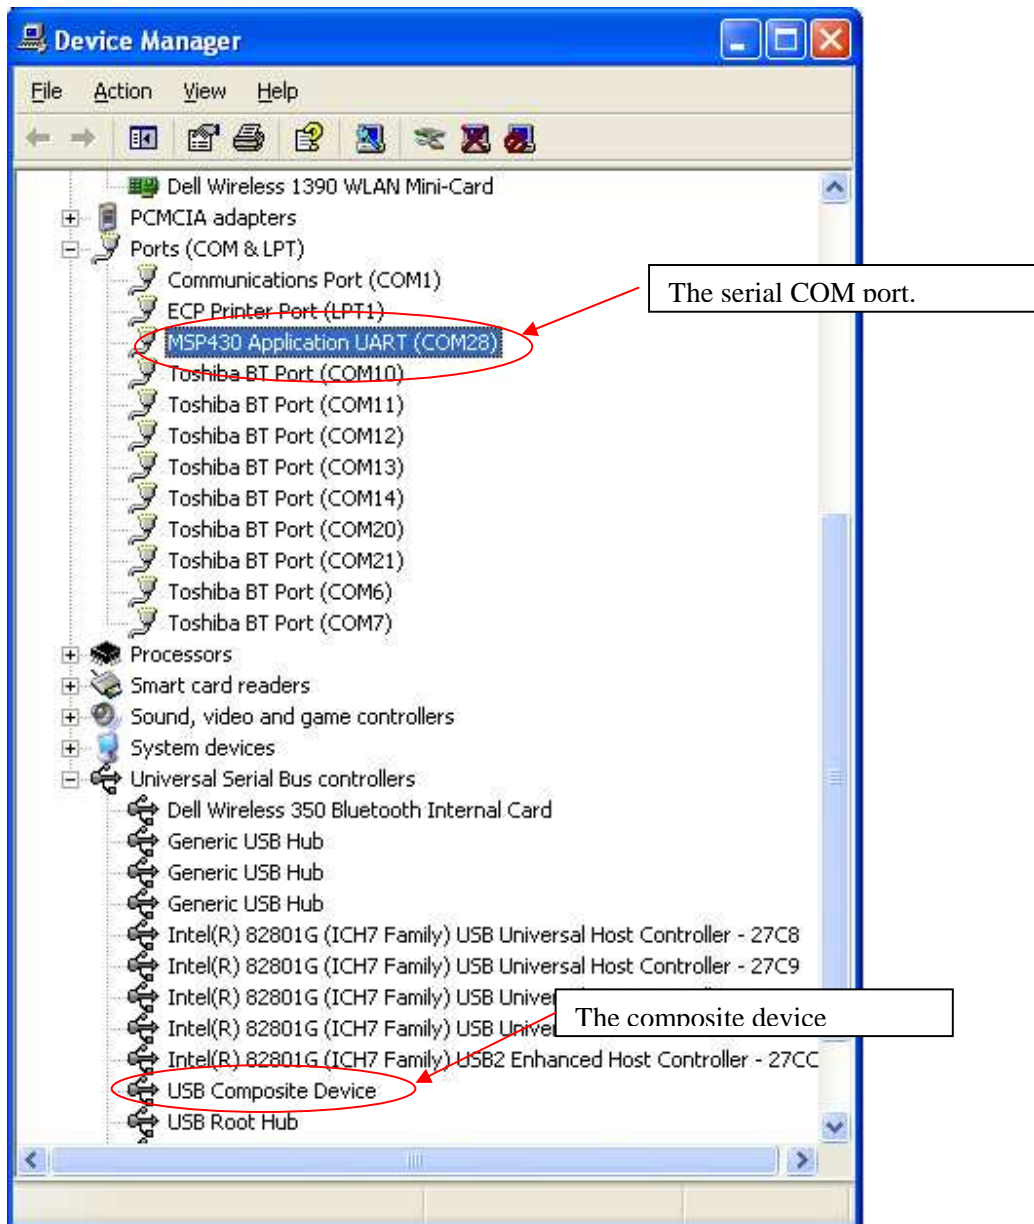 Device Manager
File Action View Help
Dell Wireless 1390 WLAN Mini-Card
PCMCIA adapters
Ports (COM & LPT)
Communications Port (COM1)
The serial COM port.
ECP Printer Port (LPT1)
MSP430 Application UART (COM28)
Toshiba BT Port (COM10)
Toshiba BT Port (COM11)
Toshiba BT Port (COM12)
Toshiba BT Port (COM13)
Toshiba BT Port (COM14)
Toshiba BT Port (COM20)
Toshiba BT Port (COM21)
Toshiba BT Port (COM6)
Toshiba BT Port (COM7)
Processors
Smart card readers
Sound, video and game controllers
System devices
Universal Serial Bus controllers
Dell Wireless 350 Bluetooth Internal Card
Generic USB Hub
Generic USB Hub
Generic USB Hub
Intel(R) 82801G (ICH7 Family) USB Universal Host Controller - 27C8
Intel(R) 82801G (ICH7 Family) USB Universal Host Controller - 27C9
Intel(R) 82801G (ICH7 Family) USB
Intel(R) 82801G (ICH7 Family) USB
The composite device
Intel(R) 82801G (ICH7 Family) USB2 Enhanced Host Controller - 27CC
USB Composite Device
USB Root Hub